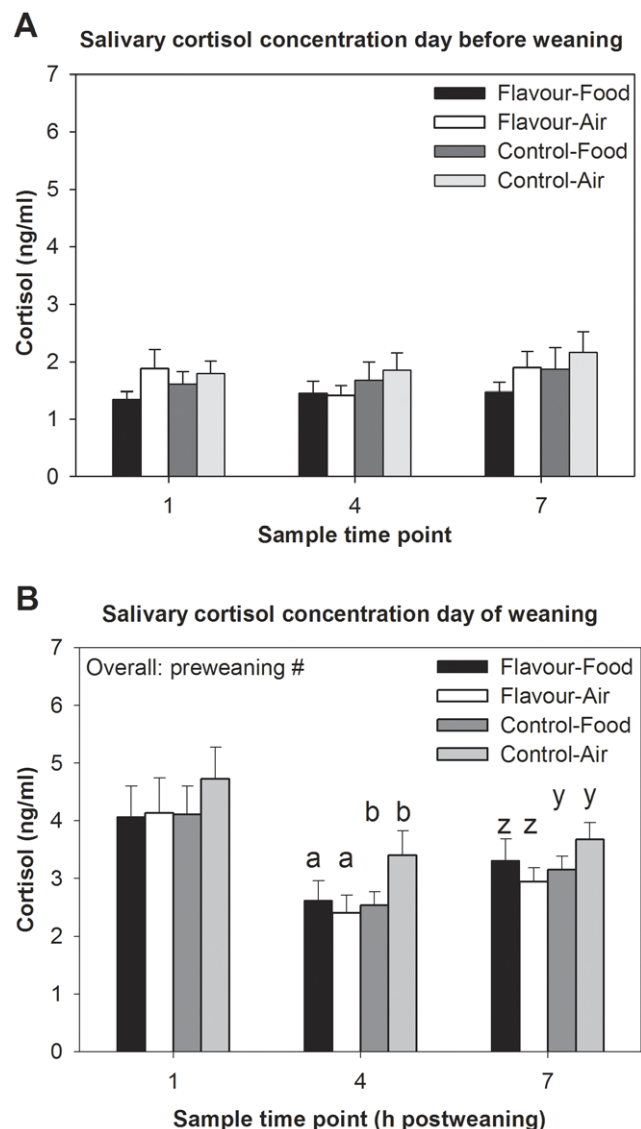 A
Salivary cortisol concentration day before weaning
7
6
5
4
3
2
1
0
Cortisol (ng/ml)
Flavour-Food
Flavour-Air
Control-Food
Control-Air
1 4 7
Sample time point
B
Salivary cortisol concentration day of weaning
7
6
5
4
3
2
1
0
Cortisol (ng/ml)
Overall: preweaning #
Flavour-Food
Flavour-Air
Control-Food
Control-Air
a a b b z z y y
1 4 7
Sample time point (h postweaning)